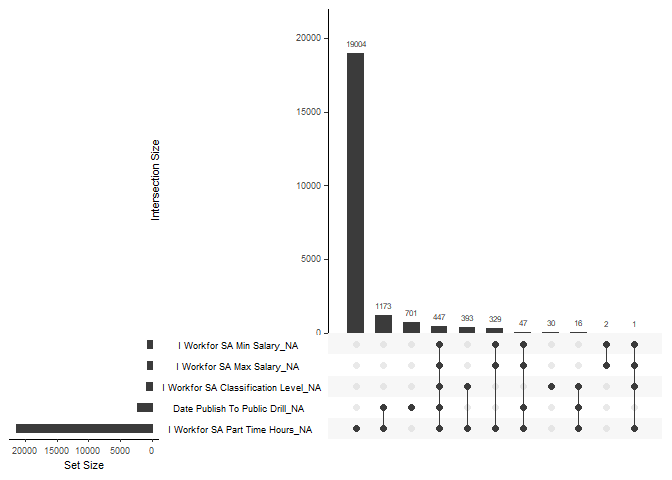 20000
15000
10000
5000
0
Intersection Size
19004
1173
701
447
393
329
47
30
16
2
1
I Workfor SA Min Salary_NA
I Workfor SA Max Salary_NA
I Workfor SA Classification Level_NA
Date Publish To Public Drill_NA
I Workfor SA Part Time Hours_NA
20000 15000 10000 5000 0
Set Size